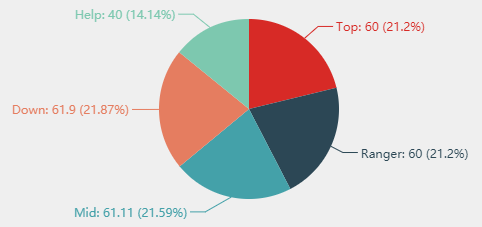 Help: 40 (14.14%)
Top: 60 (21.2%)
Down: 61.9 (21.87%)
Ranger: 60 (21.2%)
Mid: 61.11 (21.59%)